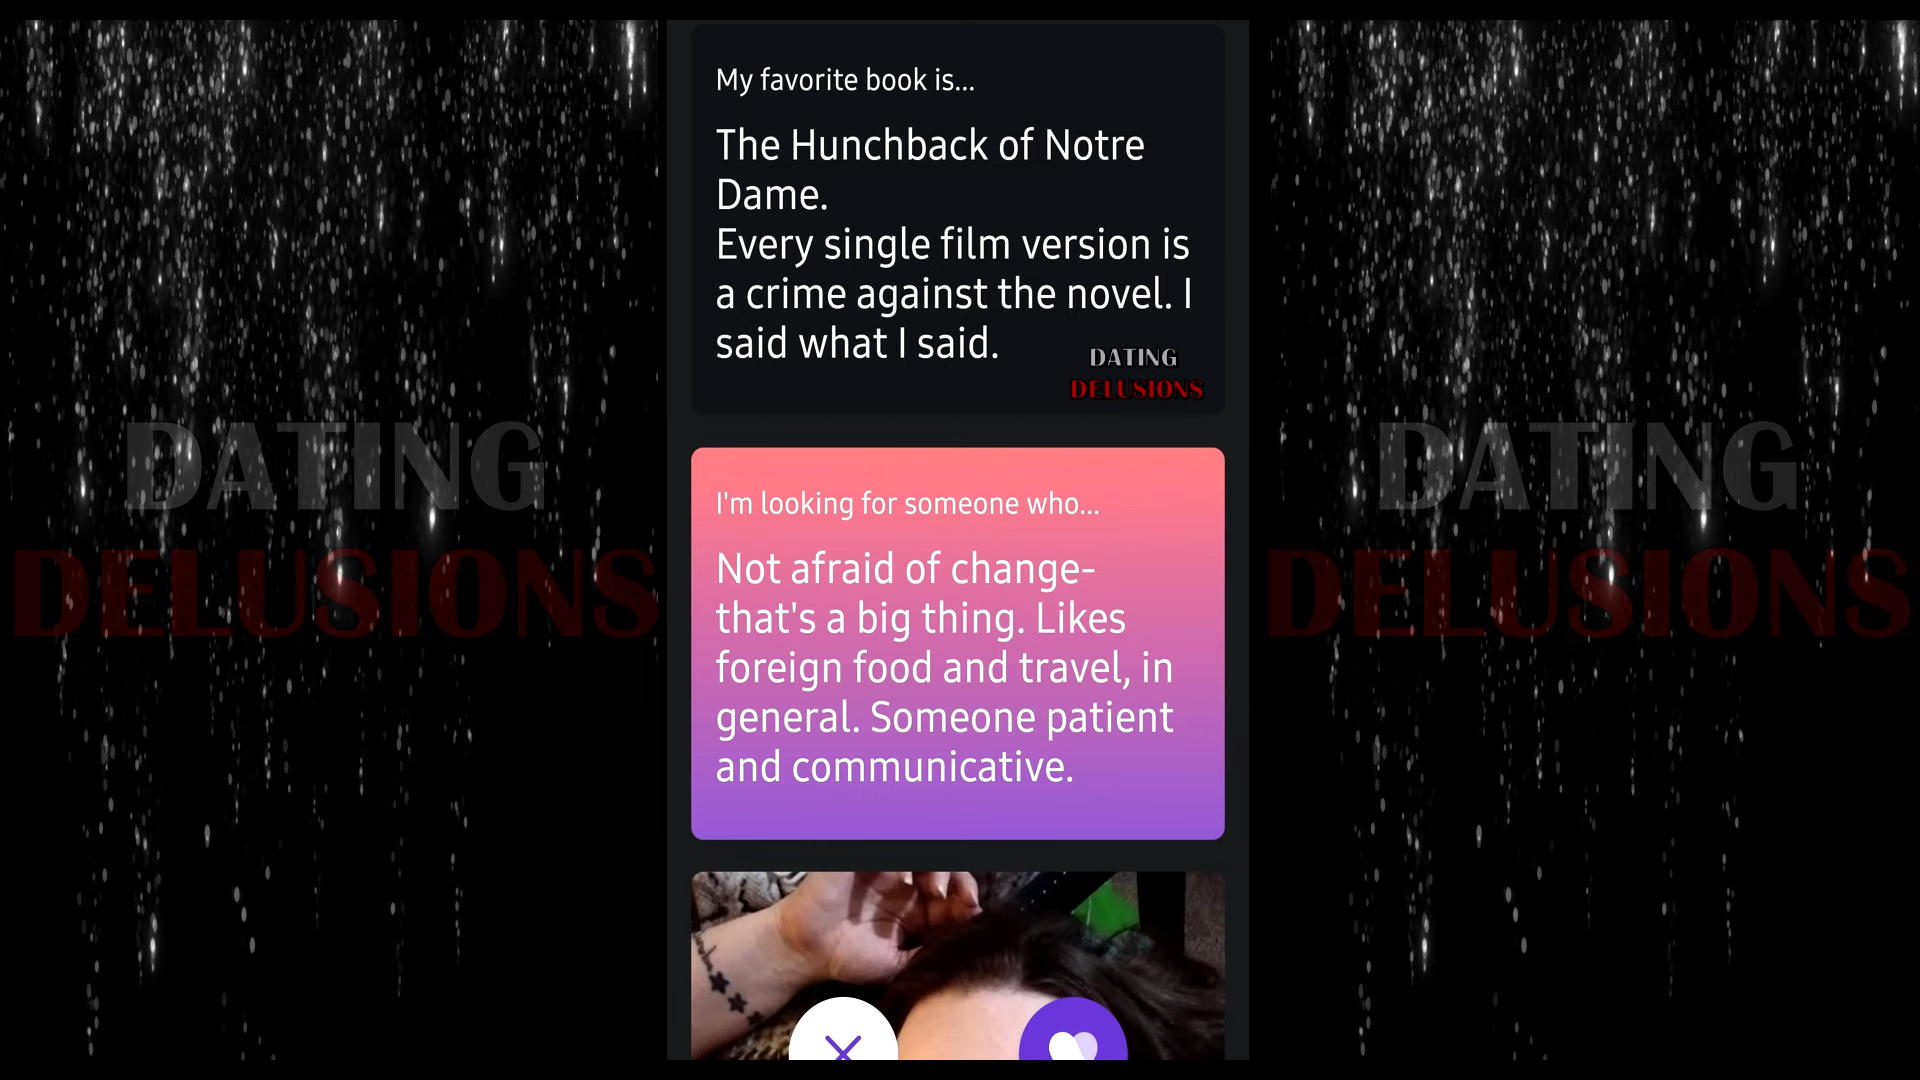 My favorite book is...
The Hunchback of Notre
Dame.
Every single film version is
a crime against the novel. I
said what I said.
DATING
DELUSIONS
I'm looking for someone who...
Not afraid of change-
that's a big thing. Likes
foreign food and travel, in
general. Someone patient
and communicative.
DATING
DELUSIONS
DATING
DELUSIONS